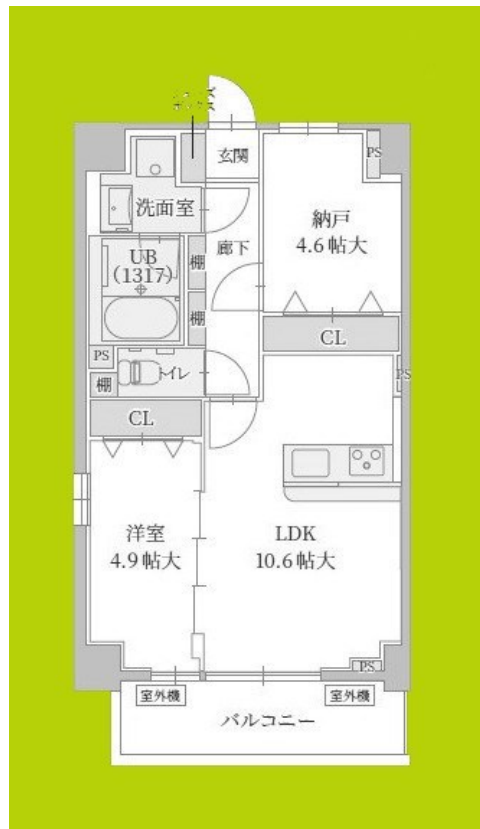 玄関
PS
洗面室
納戸
4.6帖大
廊下
UB
(1317)
棚
棚
CL
PS
トイレ
PS
棚
CL
洋室
4.9帖大
LDK
10.6帖大
PS
室外機
室外機
バルコニー